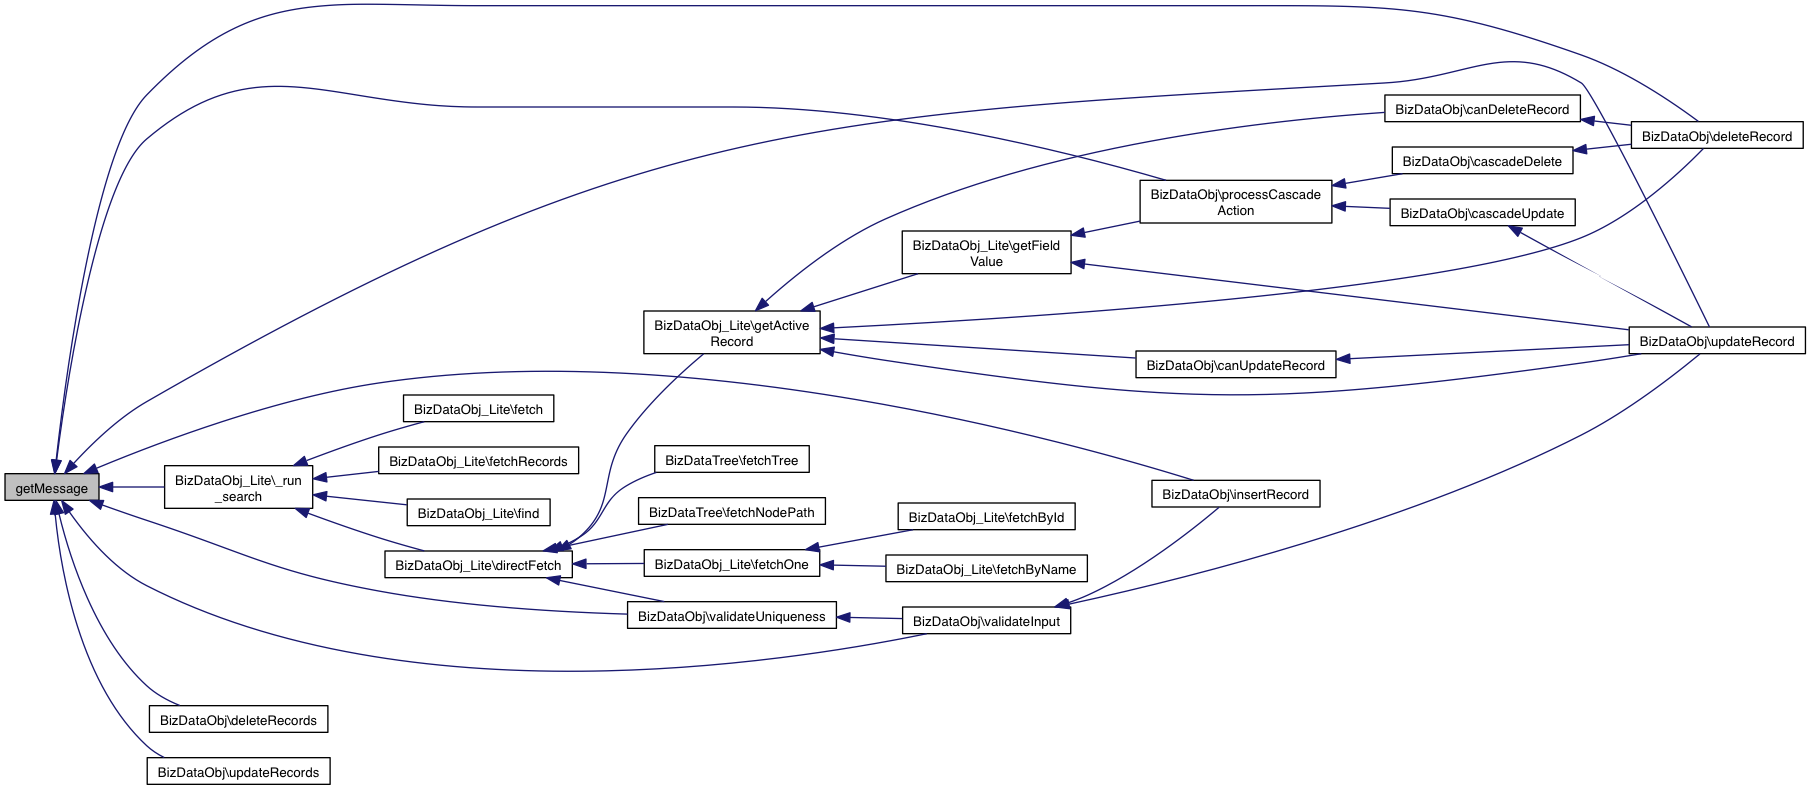 getMessage
BizDataObj_Lite\_run
_search
BizDataObj_Lite\fetch
BizDataObj_Lite\fetchRecords
BizDataObj_Lite\find
BizDataObj_Lite\directFetch
BizDataObj_Lite\getActive
Record
BizDataTree\fetchTree
BizDataTree\fetchNodePath
BizDataObj_Lite\fetchOne
BizDataObj\validateUniqueness
BizDataObj_Lite\getField
Value
BizDataObj_Lite\fetchById
BizDataObj_Lite\fetchByName
BizDataObj\validateInput
BizDataObj\processCascade
Action
BizDataObj\canUpdateRecord
BizDataObj\insertRecord
BizDataObj\canDeleteRecord
BizDataObj\cascadeDelete
BizDataObj\cascadeUpdate
BizDataObj\deleteRecord
BizDataObj\updateRecord
BizDataObj\deleteRecords
BizDataObj\updateRecords